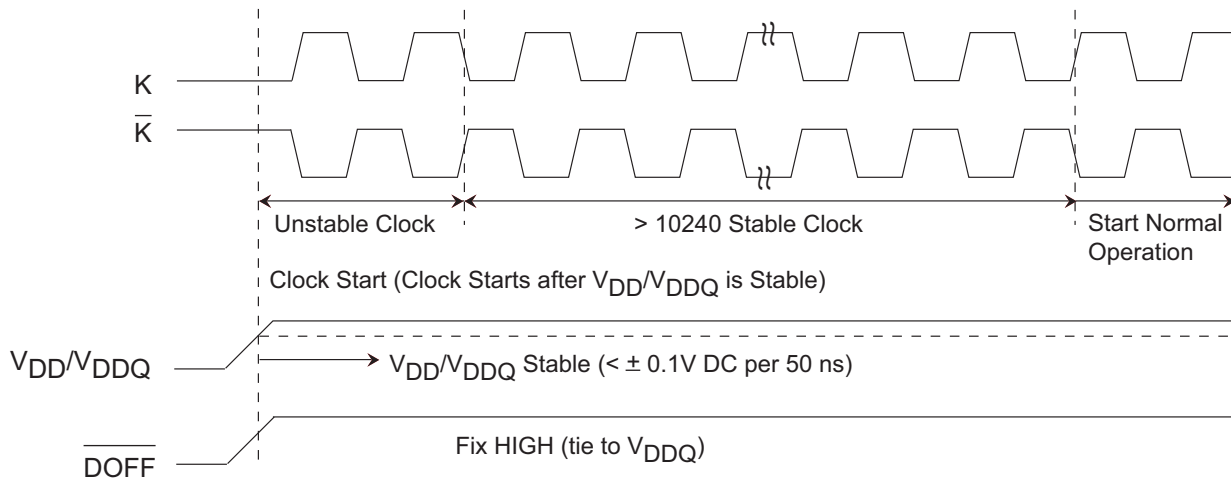 K
K̅
Unstable Clock
> 10240 Stable Clock
Start Normal
Operation
Clock Start (Clock Starts after VDD/VDDQ is Stable)
VDD/VDDQ
VDD/VDDQ Stable (< ± 0.1V DC per 50 ns)
D̅O̅F̅F̅
Fix HIGH (tie to VDDQ)